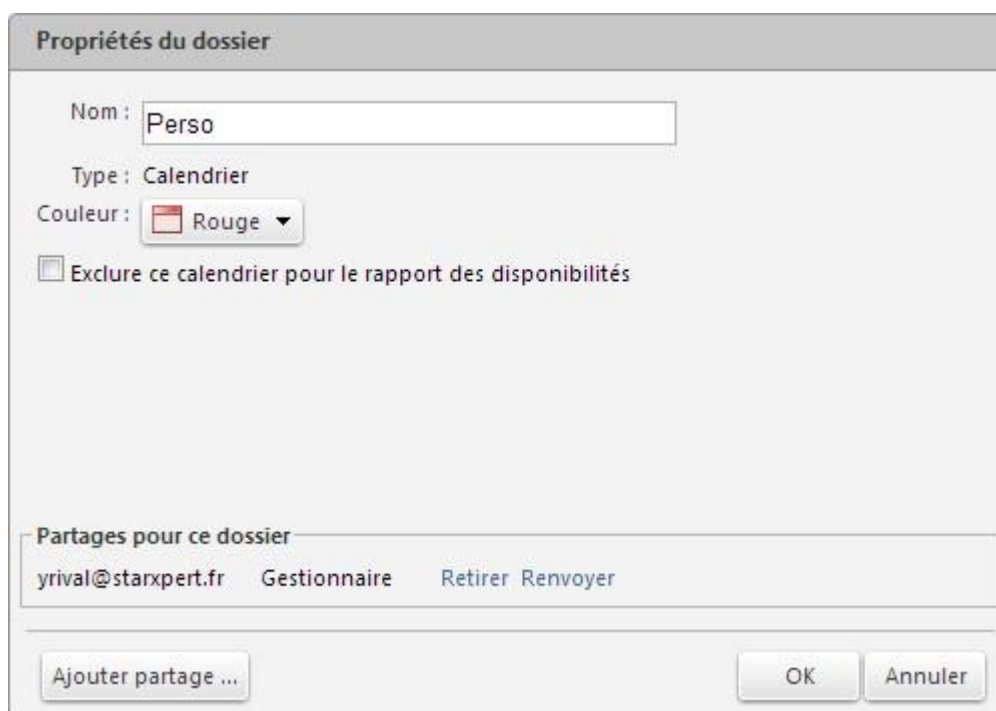 Propriétés du dossier
Nom : Perso
Type : Calendrier
Couleur : Rouge
Exclure ce calendrier pour le rapport des disponibilités
Partages pour ce dossier
yrival@starxpert.fr Gestionnaire Retirer Renvoyer
Ajouter partage ... OK Annuler